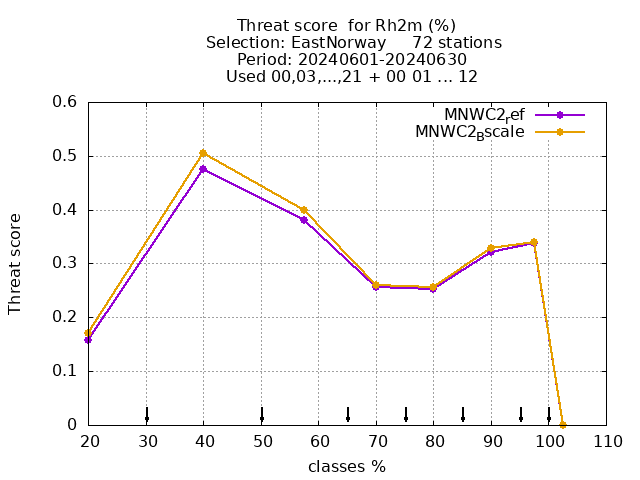 Threat score  for Rh2m (%)
Selection: EastNorway     72 stations
Period: 20240601-20240630
Used 00,03,...,21 + 00 01 ... 12
MNWC2ref
MNWC2Bscale
0.6
0.5
0.4
0.3
0.2
0.1
0
Threat score
20 30 40 50 60 70 80 90 100 110
classes %